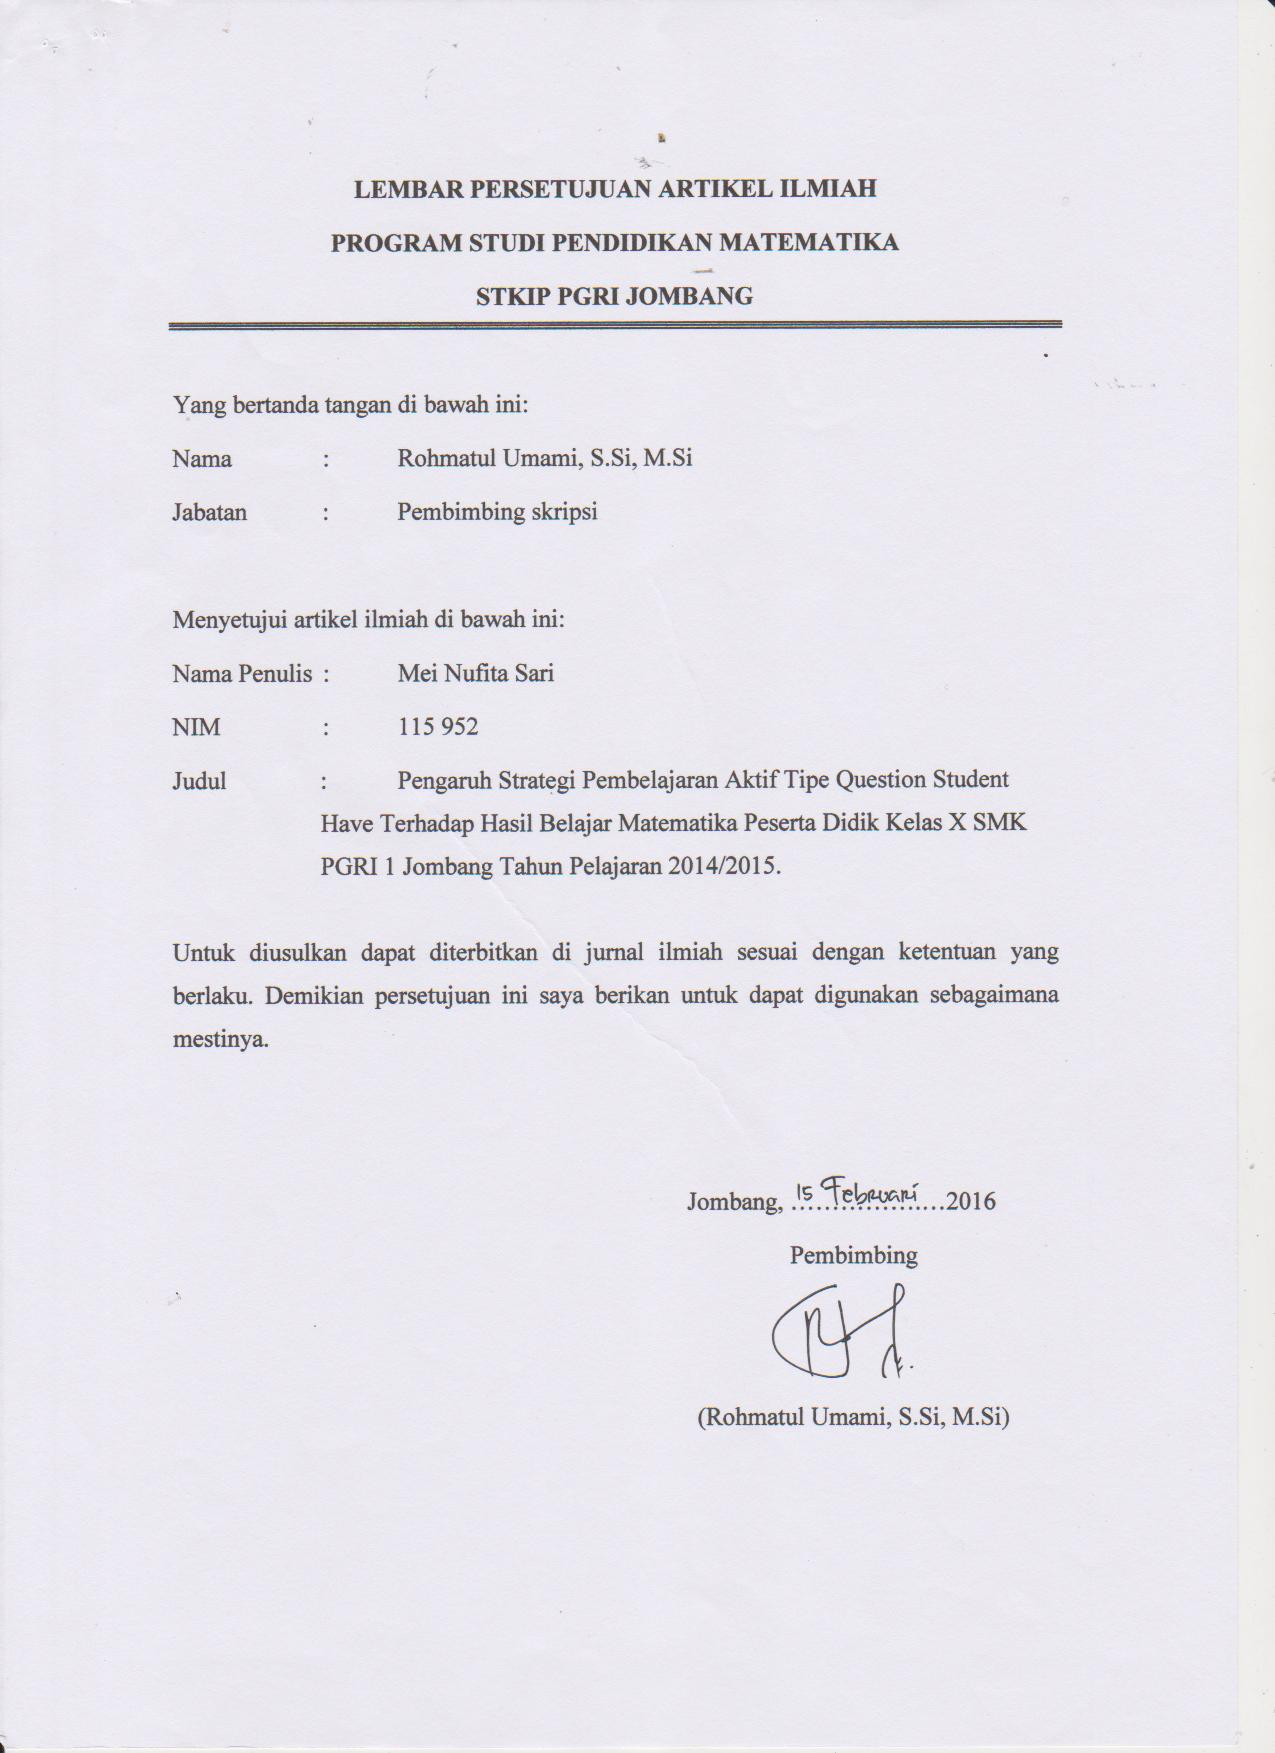 LEMBAR PERSETUJUAN ARTIKEL ILMIAH
PROGRAM STUDI PENDIDIKAN MATEMATIKA
STKIP PGRI JOMBANG
Yang bertanda tangan di bawah ini:
Nama : Rohmatul Umami, S.Si, M.Si
Jabatan : Pembimbing skripsi
Menyetujui artikel ilmiah di bawah ini:
Nama Penulis : Mei Nufita Sari
NIM : 115 952
Judul : Pengaruh Strategi Pembelajaran Aktif Tipe Question Student
Have Terhadap Hasil Belajar Matematika Peserta Didik Kelas X SMK
PGRI 1 Jombang Tahun Pelajaran 2014/2015.
Untuk diusulkan dapat diterbitkan di jurnal ilmiah sesuai dengan ketentuan yang
berlaku. Demikian persetujuan ini saya berikan untuk dapat digunakan sebagaimana
mestinya.
Jombang, 15 Februari 2016
Pembimbing
(Rohmatul Umami, S.Si, M.Si)